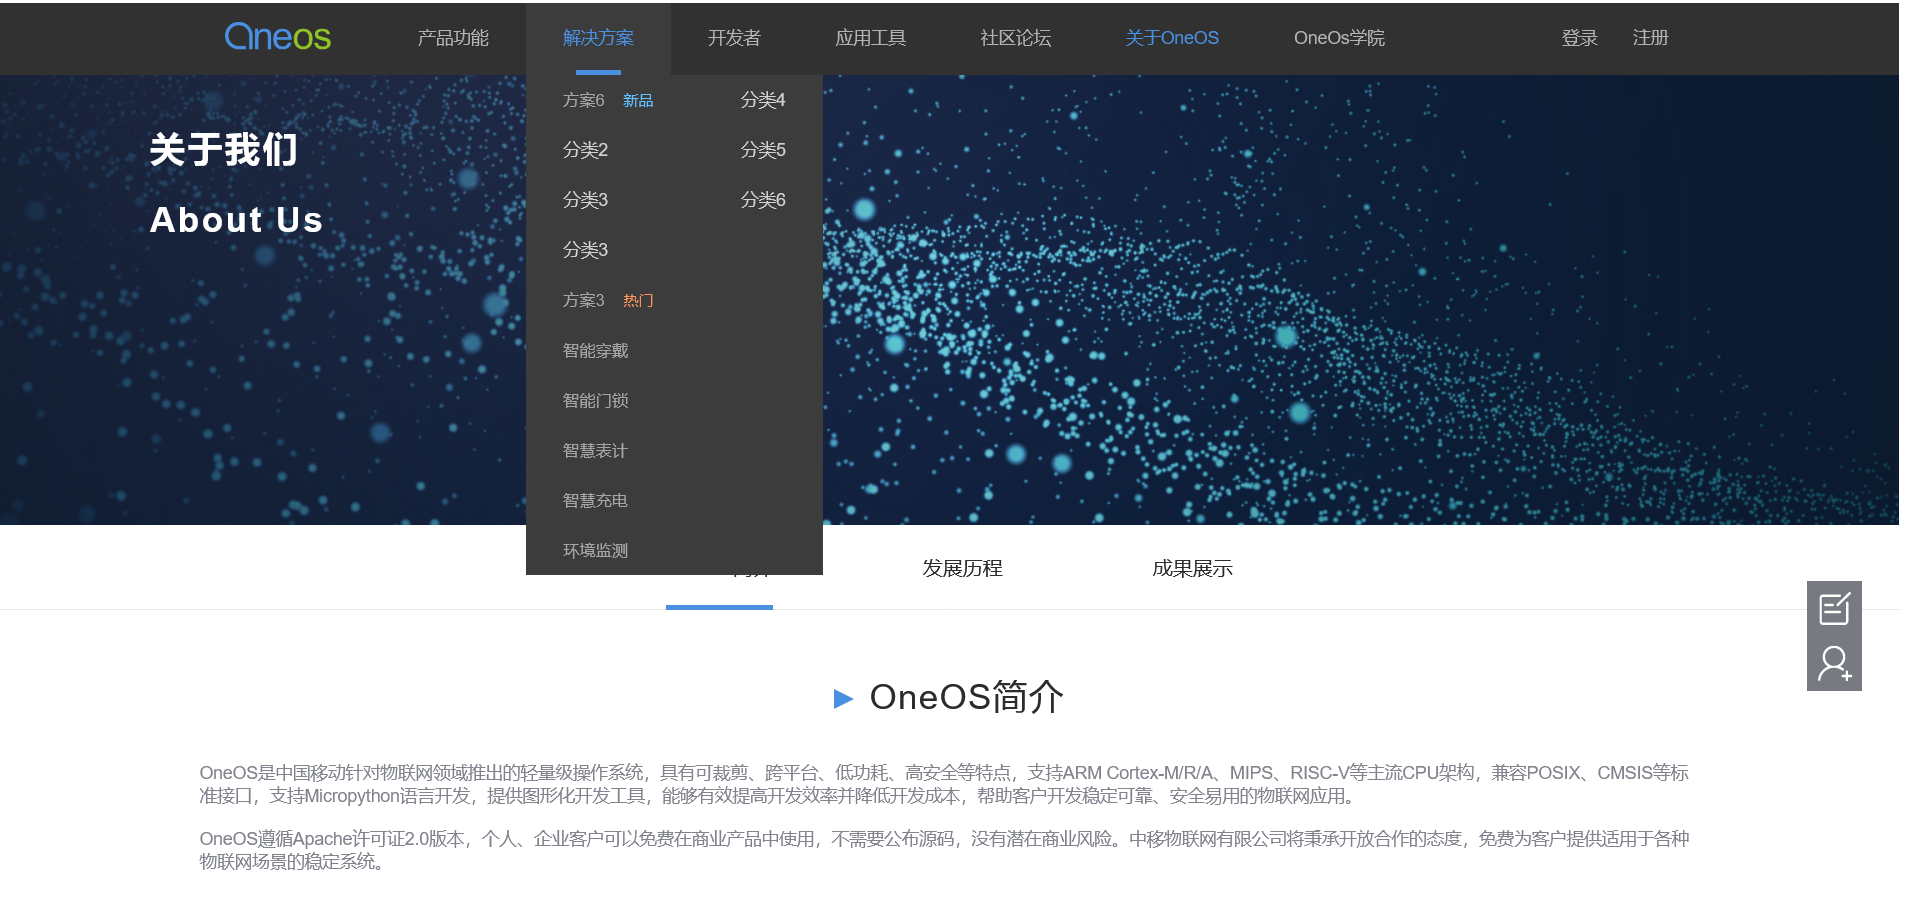 Oneos
产品功能
解决方案
开发者
应用工具
社区论坛
关于OneOS
OneOs学院
登录
注册
方案6 新品
分类2
分类3
分类3
方案3 热门
智能穿戴
智能门锁
智慧表计
智慧充电
环境监测
分类4
分类5
分类6
关于我们
About Us
发展历程
成果展示
OneOS简介
OneOS是中国移动针对物联网领域推出的轻量级操作系统，具有可裁剪、跨平台、低功耗、高安全等特点，支持ARM Cortex-M/R/A、MIPS、RISC-V等主流CPU架构，兼容POSIX、CMSIS等标
准接口，支持Micropython语言开发，提供图形化开发工具，能够有效提高开发效率并降低开发成本，帮助客户开发稳定可靠、安全易用的物联网应用。
OneOS遵循Apache许可证2.0版本，个人、企业客户可以免费在商业产品中使用，不需要公布源码，没有潜在商业风险。中移物联网有限公司将秉承开放合作的态度，免费为客户提供适用于各种
物联网场景的稳定系统。